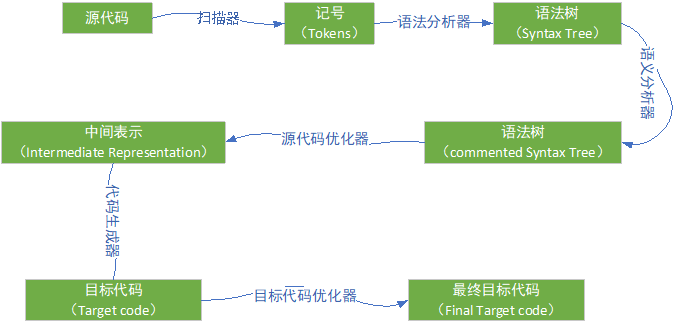 源代码
扫描器
记号
（Tokens）
语法分析器
语法树
（Syntax Tree）
语义分析器
语法树
（commented Syntax Tree）
源代码优化器
中间表示
（Intermediate Representation）
代码生成器
目标代码
（Target code）
目标代码优化器
最终目标代码
（Final Target code）